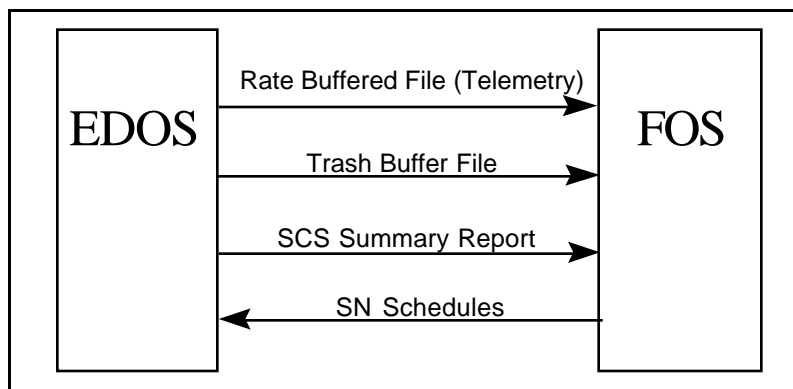 EDOS
FOS
Rate Buffered File (Telemetry)
Trash Buffer File
SCS Summary Report
SN Schedules